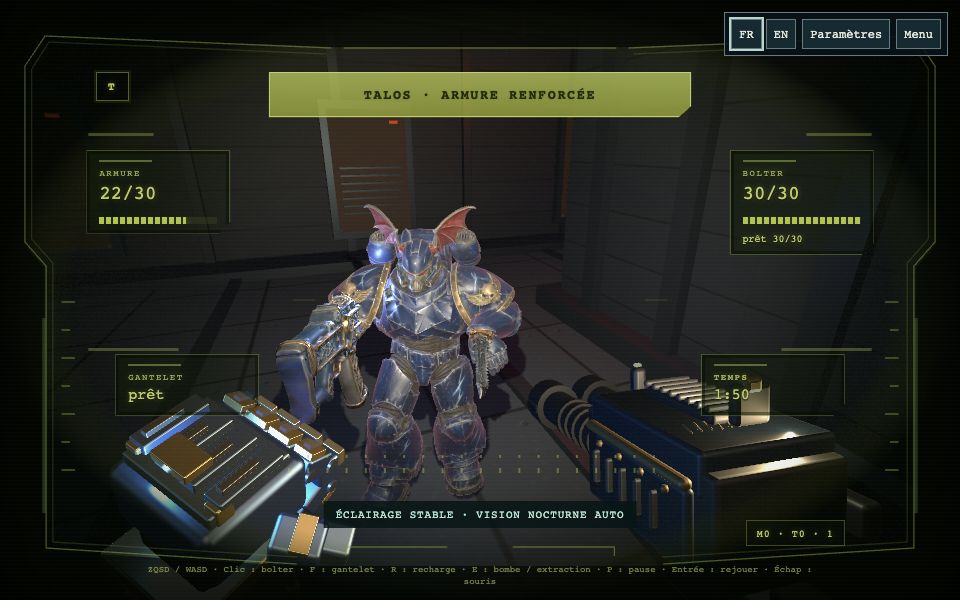 FR EN Paramètres Menu
T
TALOS · ARMURE RENFORCÉE
ARMURE
22/30
BOLTER
30/30
prêt 30/30
GANTELET
prêt
TEMPS
1:50
ÉCLAIRAGE STABLE · VISION NOCTURNE AUTO
M0 · T0 · 1
ZQSD / WASD · Clic : bolter · F : gantelet · R : recharge · E : bombe / extraction · P : pause · Entrée : rejouer · Échap :
souris